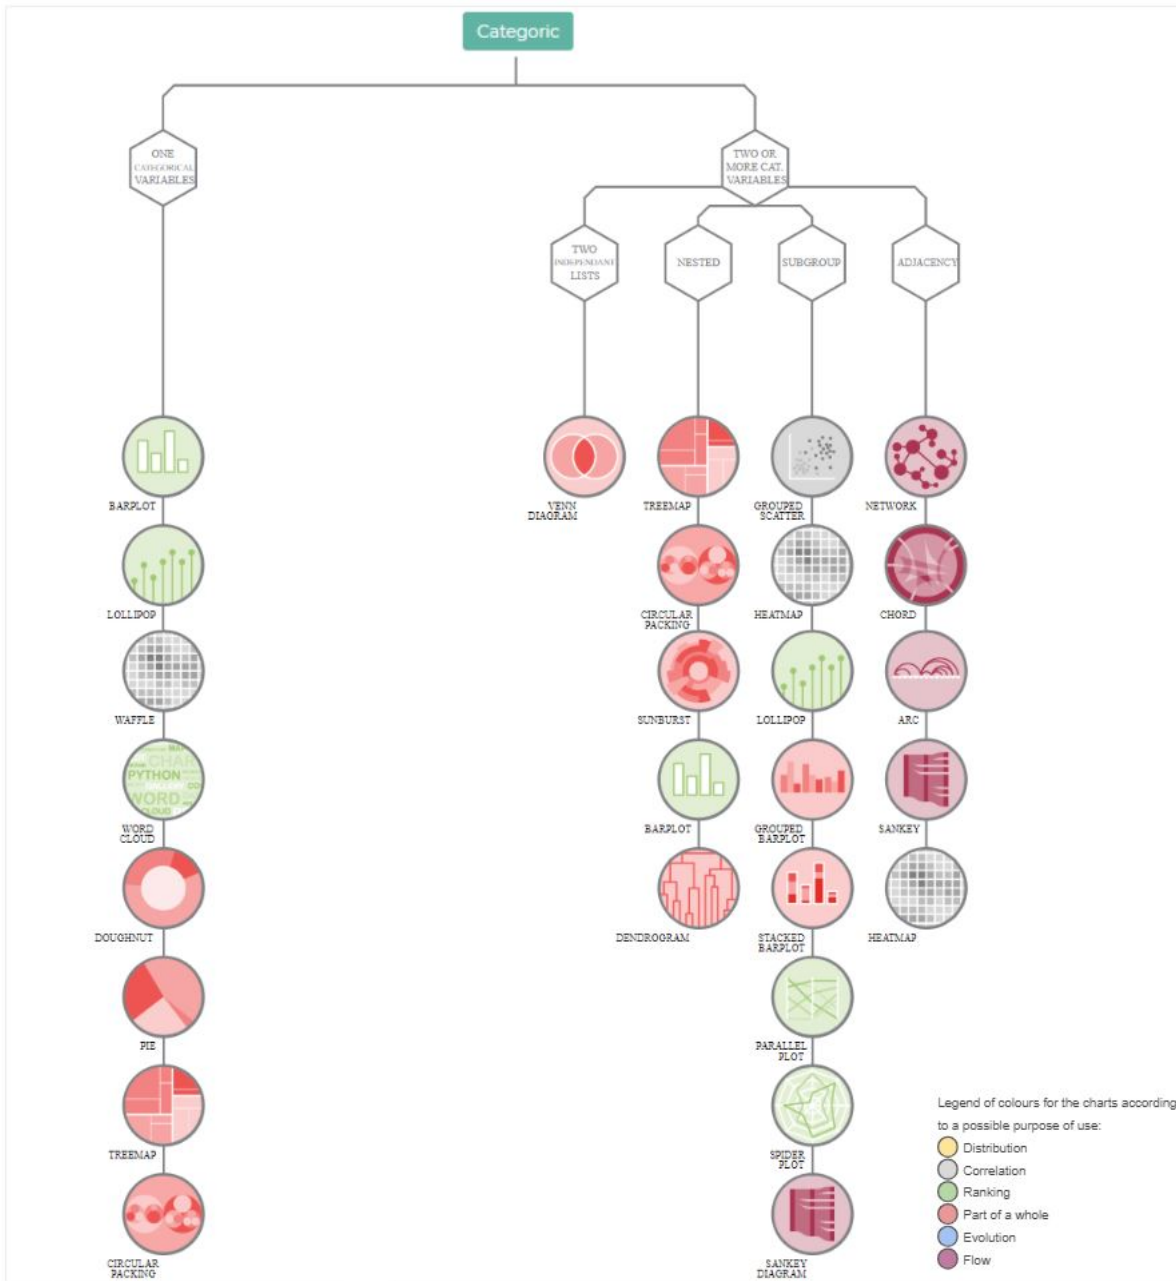 Categoric
ONE
CATEGORICAL
VARIABLES
TWO OR
MORE CAT.
VARIABLES
TWO
INDEPENDANT
LISTS
NESTED
SUBGROUP
ADJACENCY
BARPLOT
LOLLIPOP
WAFFLE
PYTHON
WORD
CLOUD
WORD
CLOUD
DOUGHNUT
PIE
TREEMAP
CIRCULAR
PACKING
VENN
DIAGRAM
TREEMAP
CIRCULAR
PACKING
SUNBURST
BARPLOT
DENDROGRAM
GROUPED
SCATTER
HEATMAP
LOLLIPOP
GROUPED
BARPLOT
STACKED
BARPLOT
PARALLEL
PLOT
SPIDER
PLOT
SANKEY
DIAGRAM
NETWORK
CHORD
ARC
SANKEY
HEATMAP
Legend of colours for the charts according
to a possible purpose of use:
Distribution
Correlation
Ranking
Part of a whole
Evolution
Flow